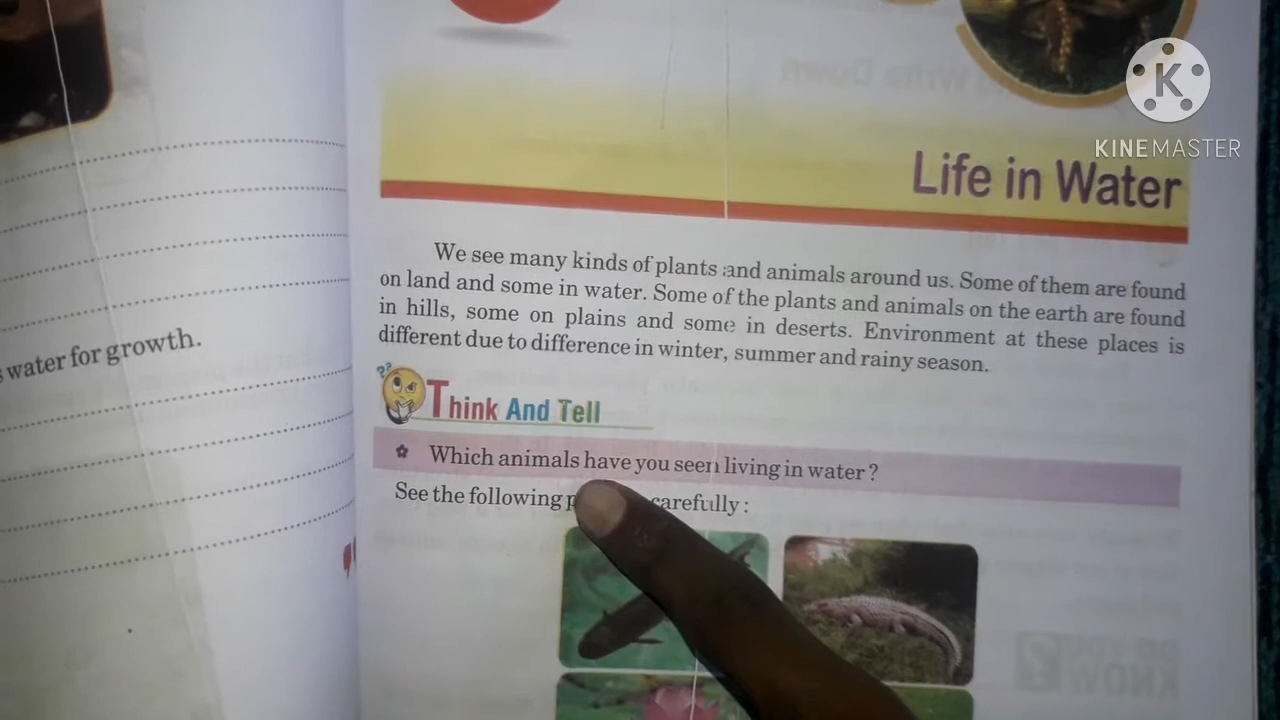 KINEMASTER
Life in Water
We see many kinds of plants and animals around us. Some of them are found
on land and some in water. Some of the plants and animals on the earth are found
in hills, some on plains and some in deserts. Environment at these places is
different due to difference in winter, summer and rainy season.
Think And Tell
Which animals have you seen living in water?
See the following carefully:
water for growth.